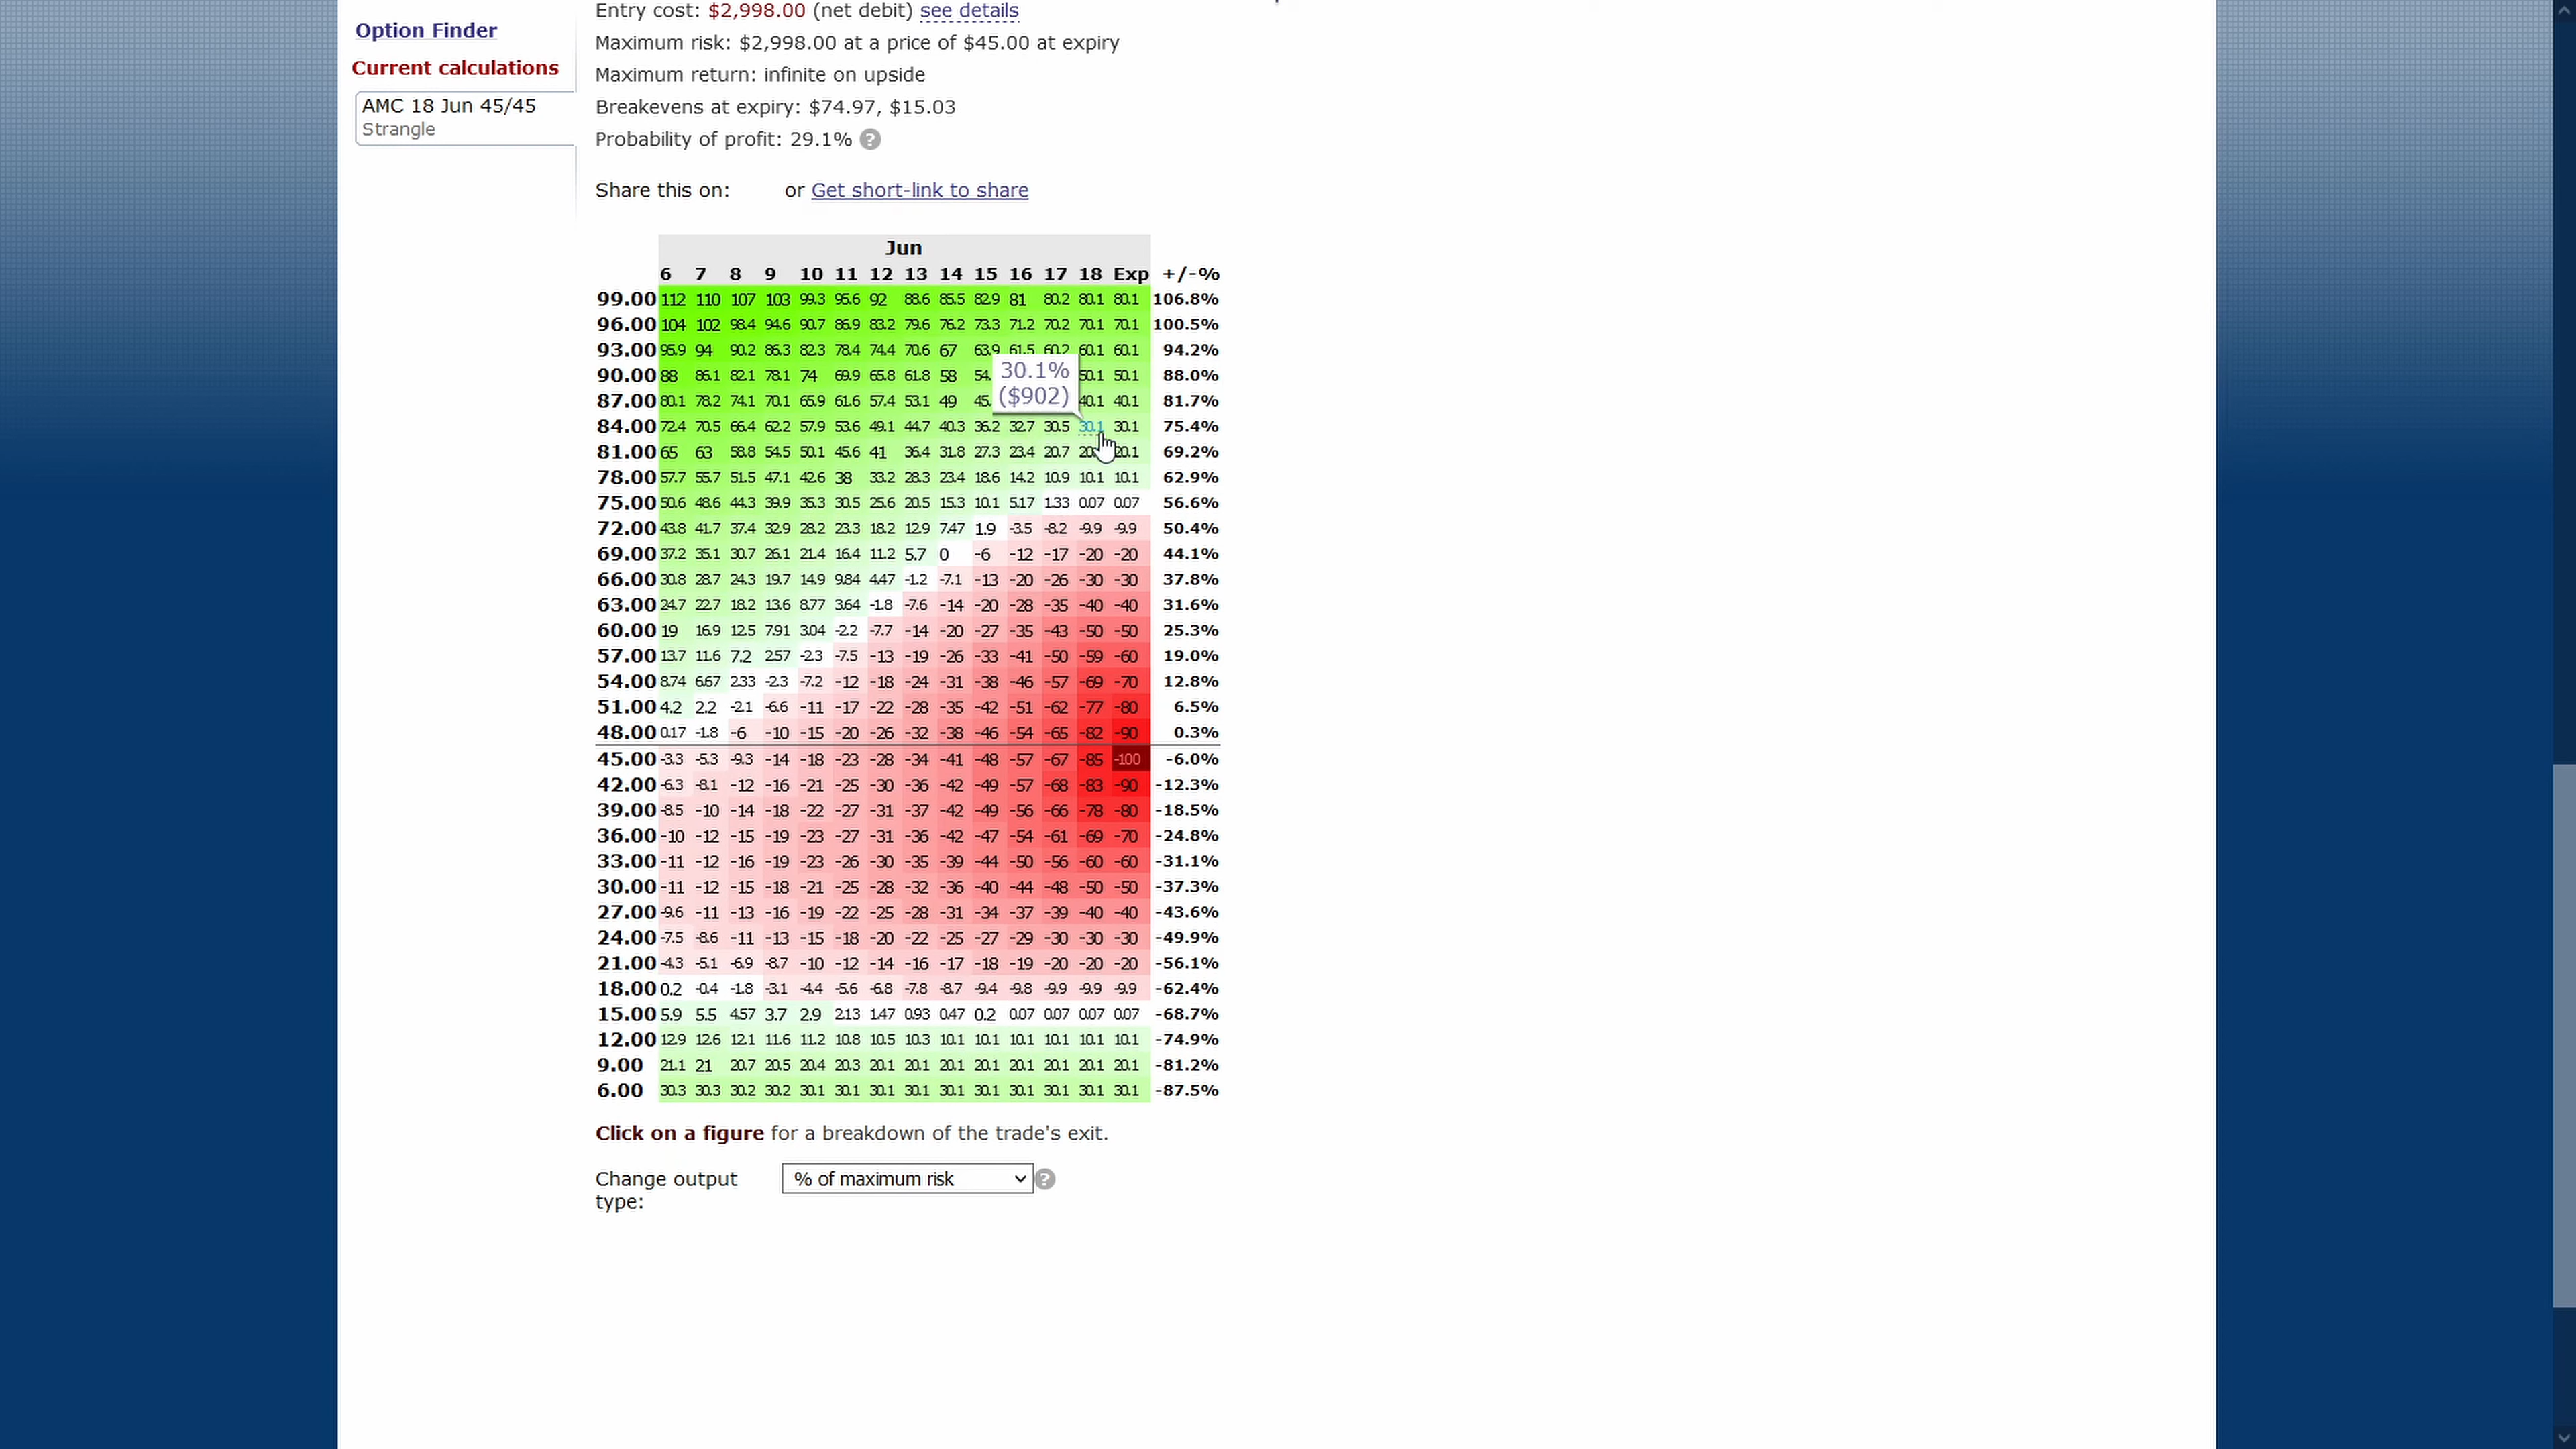 Entry cost: $2,998.00 (net debit) see details
Option Finder
Maximum risk: $2,998.00 at a price of $45.00 at expiry
Current calculations
Maximum return: infinite on upside
AMC 18 Jun 45/45
Breakevens at expiry: $74.97, $15.03
Strangle
Probability of profit: 29.1% ?
Share this on: or Get short-link to share
Jun
6 7 8 9 10 11 12 13 14 15 16 17 18 Exp +/-%
99.00 112 110 107 103 99.3 95.6 92 88.6 85.5 82.9 81 80.2 80.1 80.1 106.8%
96.00 104 102 98.4 94.6 90.7 86.9 83.2 79.6 76.2 73.3 71.2 70.2 70.1 70.1 100.5%
93.00 95.9 94 90.2 86.3 82.3 78.4 74.4 70.6 67 63.9 61.5 60.2 60.1 60.1 94.2%
30.1%
90.00 88 86.1 82.1 78.1 74 69.9 65.8 61.8 58 54. 50.1 50.1 88.0%
($902)
87.00 80.1 78.2 74.1 70.1 65.9 61.6 57.4 53.1 49 45. 40.1 40.1 81.7%
84.00 72.4 70.5 66.4 62.2 57.9 53.6 49.1 44.7 40.3 36.2 32.7 30.5 30.1 30.1 75.4%
81.00 65 63 58.8 54.5 50.1 45.6 41 36.4 31.8 27.3 23.4 20.7 20.1 69.2%
78.00 57.7 55.7 51.5 47.1 42.6 38 33.2 28.3 23.4 18.6 14.2 10.9 10.1 10.1 62.9%
75.00 50.6 48.6 44.3 39.9 35.3 30.5 25.6 20.5 15.3 10.1 5.17 1.33 0.07 0.07 56.6%
72.00 43.8 41.7 37.4 32.9 28.2 23.3 18.2 12.9 7.47 1.9 -3.5 -8.2 -9.9 -9.9 50.4%
69.00 37.2 35.1 30.7 26.1 21.4 16.4 11.2 5.7 0 -6 -12 -17 -20 -20 44.1%
66.00 30.8 28.7 24.3 19.7 14.9 9.84 4.47 -1.2 -7.1 -13 -20 -26 -30 -30 37.8%
63.00 24.7 22.7 18.2 13.6 8.77 3.64 -1.8 -7.6 -14 -20 -28 -35 -40 -40 31.6%
60.00 19 16.9 12.5 7.91 3.04 -2.2 -7.7 -14 -20 -27 -35 -43 -50 -50 25.3%
57.00 13.7 11.6 7.2 2.57 -2.3 -7.5 -13 -19 -26 -33 -41 -50 -59 -60 19.0%
54.00 8.74 6.67 2.33 -2.3 -7.2 -12 -18 -24 -31 -38 -46 -57 -69 -70 12.8%
51.00 4.2 2.2 -2.1 -6.6 -11 -17 -22 -28 -35 -42 -51 -62 -77 -80 6.5%
48.00 0.17 -1.8 -6 -10 -15 -20 -26 -32 -38 -46 -54 -65 -82 -90 0.3%
45.00 -3.3 -5.3 -9.3 -14 -18 -23 -28 -34 -41 -48 -57 -67 -85 -100 -6.0%
42.00 -6.3 -8.1 -12 -16 -21 -25 -30 -36 -42 -49 -57 -68 -83 -90 -12.3%
39.00 -8.5 -10 -14 -18 -22 -27 -31 -37 -42 -49 -56 -66 -78 -80 -18.5%
36.00 -10 -12 -15 -19 -23 -27 -31 -36 -42 -47 -54 -61 -69 -70 -24.8%
33.00 -11 -12 -16 -19 -23 -26 -30 -35 -39 -44 -50 -56 -60 -60 -31.1%
30.00 -11 -12 -15 -18 -21 -25 -28 -32 -36 -40 -44 -48 -50 -50 -37.3%
27.00 -9.6 -11 -13 -16 -19 -22 -25 -28 -31 -34 -37 -39 -40 -40 -43.6%
24.00 -7.5 -8.6 -11 -13 -15 -18 -20 -22 -25 -27 -29 -30 -30 -30 -49.9%
21.00 -4.3 -5.1 -6.9 -8.7 -10 -12 -14 -16 -17 -18 -19 -20 -20 -20 -56.1%
18.00 0.2 -0.4 -1.8 -3.1 -4.4 -5.6 -6.8 -7.8 -8.7 -9.4 -9.8 -9.9 -9.9 -9.9 -62.4%
15.00 5.9 5.5 4.57 3.7 2.9 2.13 1.47 0.93 0.47 0.2 0.07 0.07 0.07 0.07 -68.7%
12.00 12.9 12.6 12.1 11.6 11.2 10.8 10.5 10.3 10.1 10.1 10.1 10.1 10.1 10.1 -74.9%
9.00 21.1 21 20.7 20.5 20.4 20.3 20.1 20.1 20.1 20.1 20.1 20.1 20.1 20.1 -81.2%
6.00 30.3 30.3 30.2 30.2 30.1 30.1 30.1 30.1 30.1 30.1 30.1 30.1 30.1 30.1 -87.5%
Click on a figure for a breakdown of the trade's exit.
Change output type: % of maximum risk ?